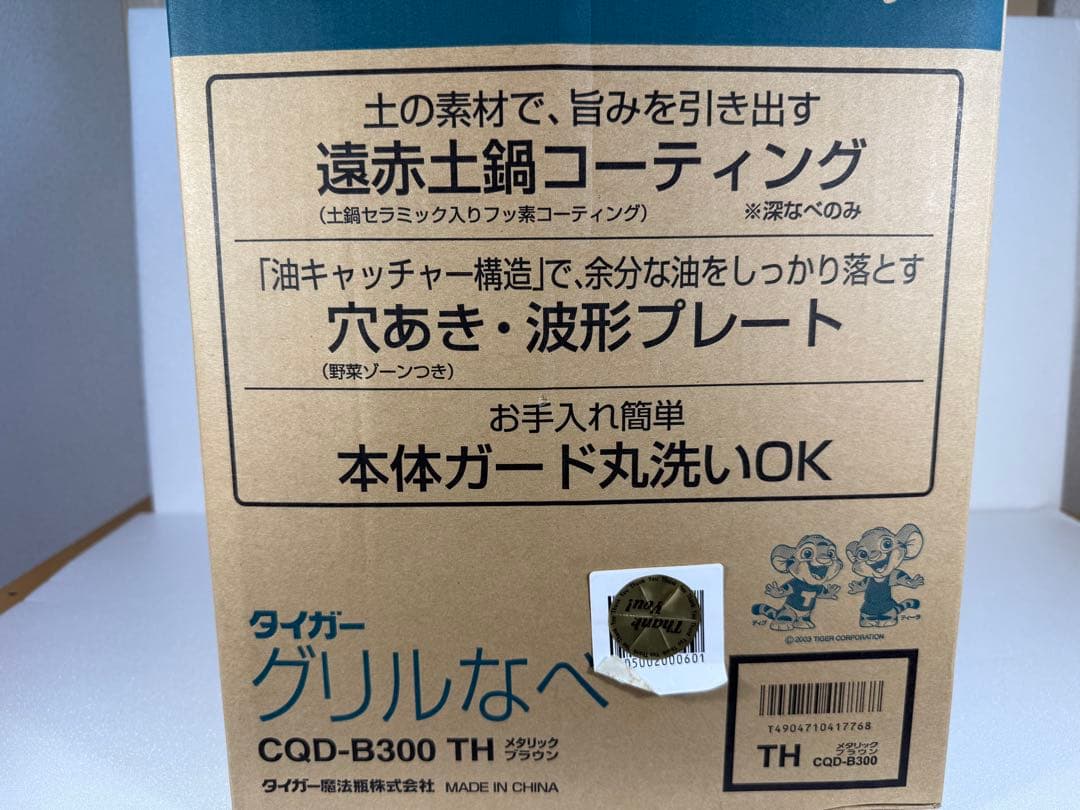 土の素材で、旨みを引き出す
遠赤土鍋コーティング
(土鍋セラミック入りフッ素コーティング) ※深なべのみ
「油キャッチャー構造」で、余分な油をしっかり落とす
穴あき・波形プレート
(野菜ゾーンつき)
お手入れ簡単
本体ガード丸洗いOK
ティプ ティーラ
©2003 TIGER CORPORATION
Thank You!
05002000601
タイガー
グリルなべ
CQD-B300 TH メタリックブラウン
タイガー魔法瓶株式会社 MADE IN CHINA
T4904710417768
TH メタリックブラウン CQD-B300